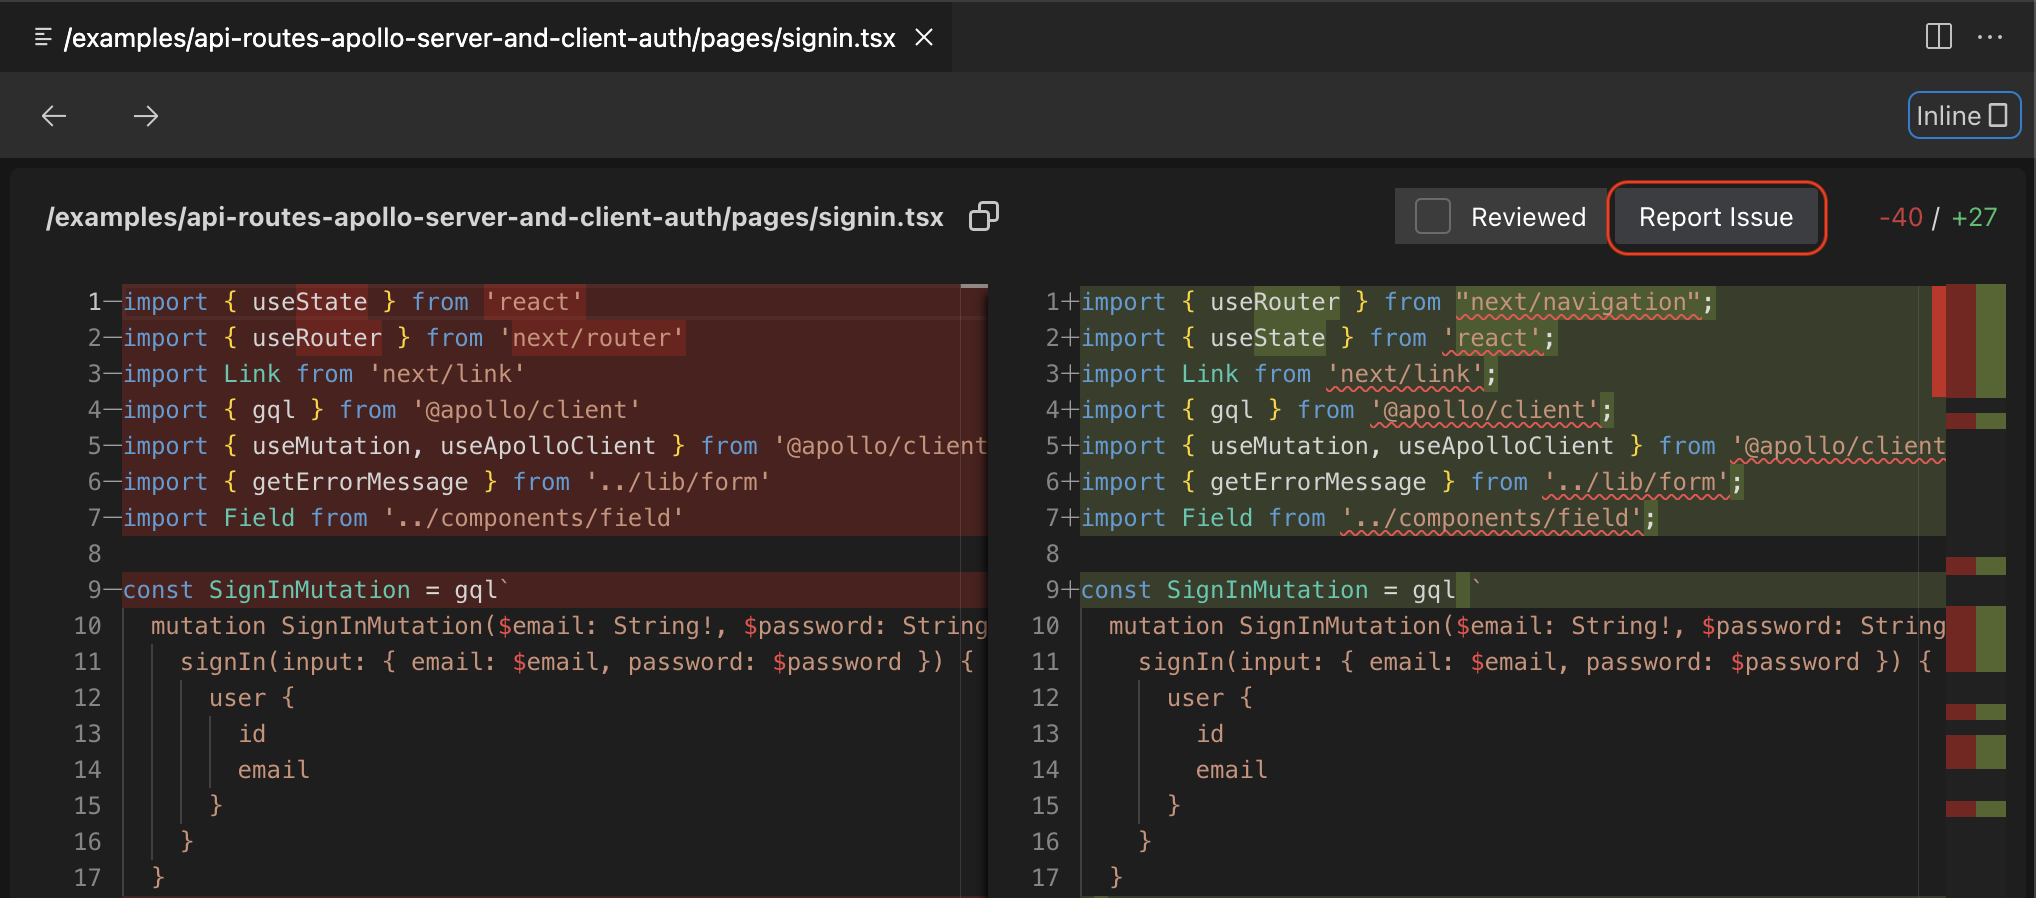 /examples/api-routes-apollo-server-and-client-auth/pages/signin.tsx
Inline
/examples/api-routes-apollo-server-and-client-auth/pages/signin.tsx
Reviewed
Report Issue
-40 / +27
1—import { useState } from 'react'
2—import { useRouter } from 'next/router'
3—import Link from 'next/link'
4—import { gql } from '@apollo/client'
5—import { useMutation, useApolloClient } from '@apollo/client
6—import { getErrorMessage } from '../lib/form'
7—import Field from '../components/field'
8
9—const SignInMutation = gql`
10 mutation SignInMutation($email: String!, $password: String
11 signIn(input: { email: $email, password: $password }) {
12 user {
13 id
14 email
15 }
16 }
17 }
1+import { useRouter } from "next/navigation";
2+import { useState } from 'react';
3+import Link from 'next/link';
4+import { gql } from '@apollo/client';
5+import { useMutation, useApolloClient } from '@apollo/client
6+import { getErrorMessage } from '../lib/form';
7+import Field from '../components/field';
8
9+const SignInMutation = gql `
10 mutation SignInMutation($email: String!, $password: String
11 signIn(input: { email: $email, password: $password }) {
12 user {
13 id
14 email
15 }
16 }
17 }